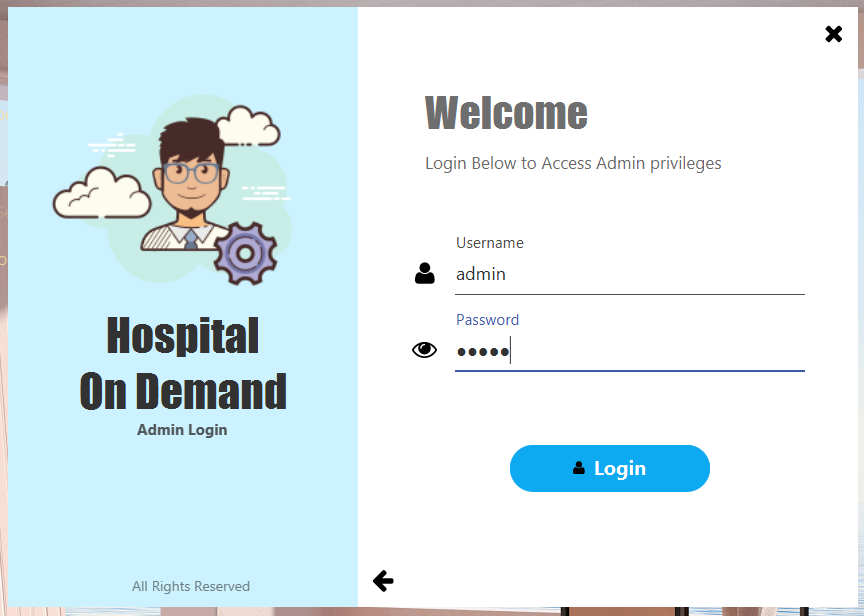 Hospital
On Demand
Admin Login
All Rights Reserved
Welcome
Login Below to Access Admin privileges
Username
admin
Password
●●●●●
Login